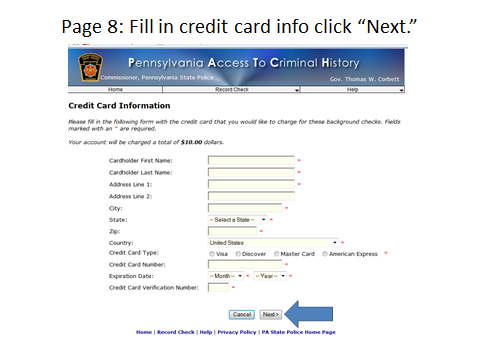 Page 8: Fill in credit card info click “Next.”
Pennsylvania Access To Criminal History
Commissioner, Pennsylvania State Police
Gov. Thomas W. Corbett
Home Record Check Help
Credit Card Information
Please fill in the following form with the credit card that you would like to charge for these background checks. Fields
marked with an * are required.
Your account will be charged a total of $10.00 dollars.
Cardholder First Name: *
Cardholder Last Name: *
Address Line 1: *
Address Line 2:
City: *
State: -- Select a State -- *
Zip: *
Country: United States *
Credit Card Type: Visa Discover Master Card American Express *
Credit Card Number: *
Expiration Date: -- Month -- * -- Year -- *
Credit Card Verification Number: *
Cancel Next>
Home | Record Check | Help | Privacy Policy | PA State Police Home Page